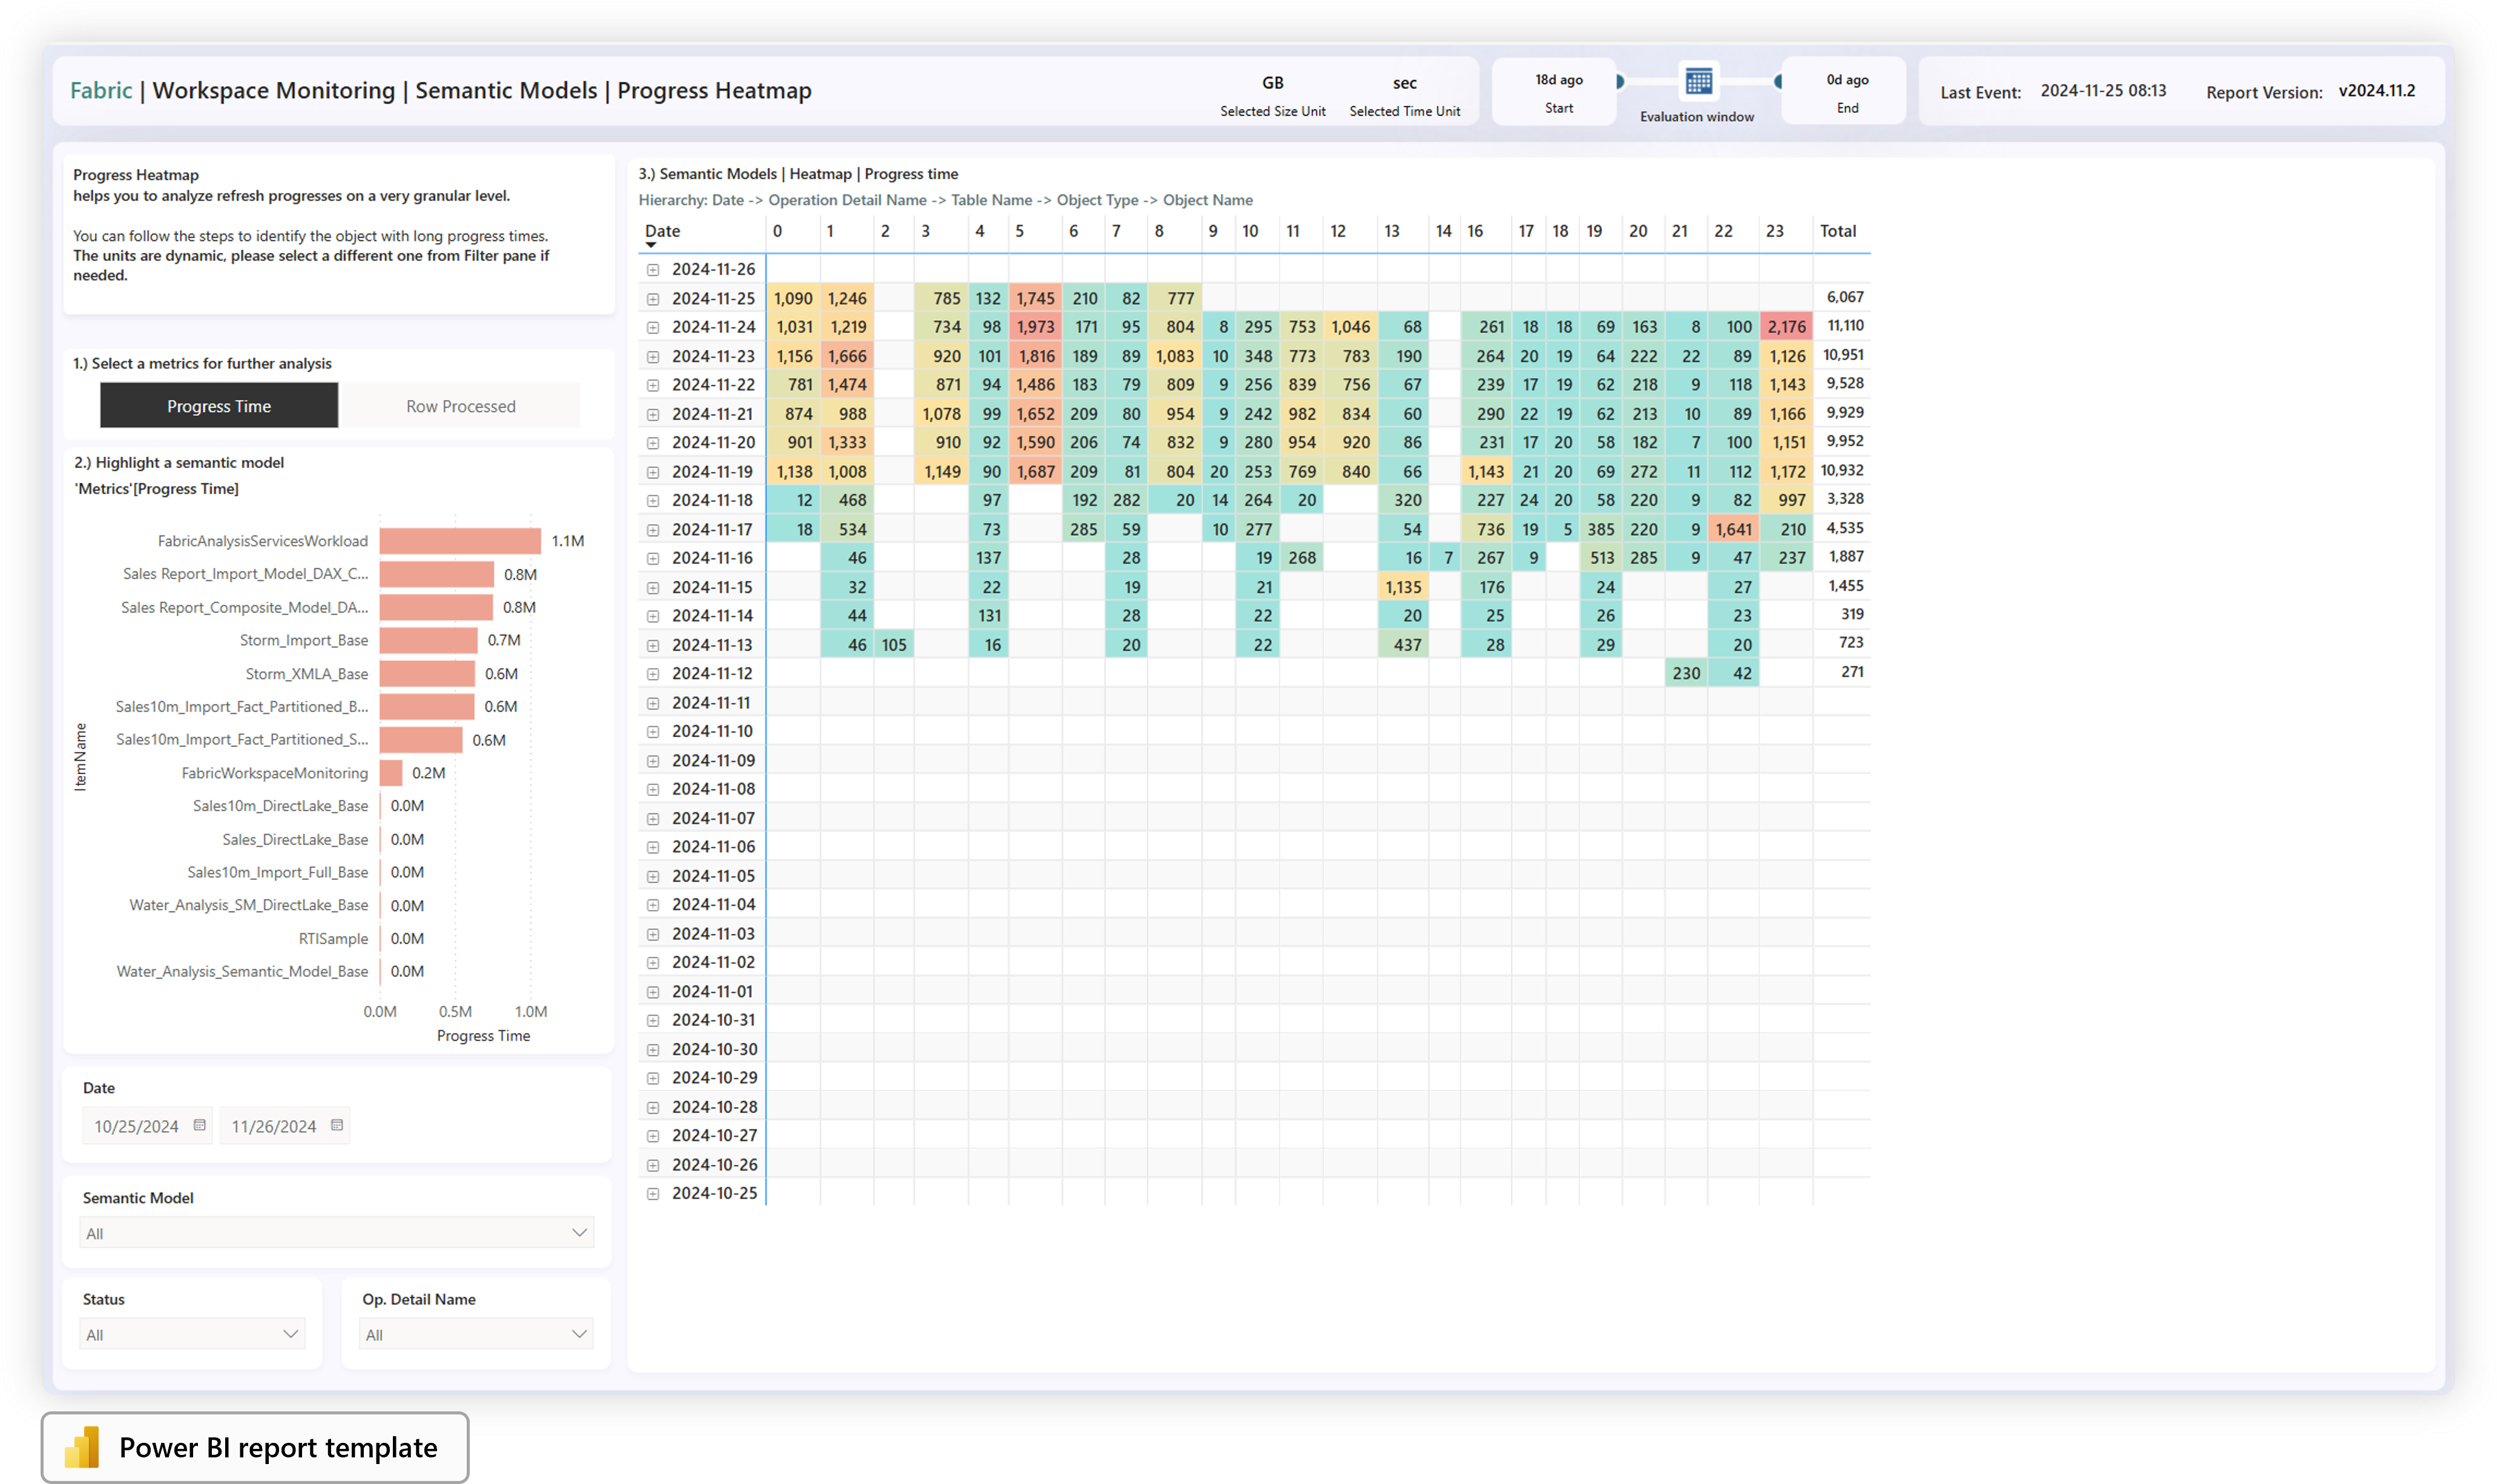 Fabric | Workspace Monitoring | Semantic Models | Progress Heatmap
GB
Selected Size Unit
sec
Selected Time Unit
18d ago
Start
Evaluation window
0d ago
End
Last Event: 2024-11-25 08:13
Report Version: v2024.11.2
Progress Heatmap
helps you to analyze refresh progresses on a very granular level.
You can follow the steps to identify the object with long progress times.
The units are dynamic, please select a different one from Filter pane if
needed.
1.) Select a metrics for further analysis
Progress Time
Row Processed
2.) Highlight a semantic model
'Metrics'[Progress Time]
ItemName
FabricAnalysisServicesWorkload 1.1M
Sales Report_Import_Model_DAX_C... 0.8M
Sales Report_Composite_Model_DA... 0.8M
Storm_Import_Base 0.7M
Storm_XMLA_Base 0.6M
Sales10m_Import_Fact_Partitioned_B... 0.6M
Sales10m_Import_Fact_Partitioned_S... 0.6M
FabricWorkspaceMonitoring 0.2M
Sales10m_DirectLake_Base 0.0M
Sales_DirectLake_Base 0.0M
Sales10m_Import_Full_Base 0.0M
Water_Analysis_SM_DirectLake_Base 0.0M
RTISample 0.0M
Water_Analysis_Semantic_Model_Base 0.0M
0.0M 0.5M 1.0M
Progress Time
Date
10/25/2024 11/26/2024
Semantic Model
All
Status
All
Op. Detail Name
All
3.) Semantic Models | Heatmap | Progress time
Hierarchy: Date -> Operation Detail Name -> Table Name -> Object Type -> Object Name
Date 0 1 2 3 4 5 6 7 8 9 10 11 12 13 14 16 17 18 19 20 21 22 23 Total
2024-11-26
2024-11-25 1,090 1,246 785 132 1,745 210 82 777 6,067
2024-11-24 1,031 1,219 734 98 1,973 171 95 804 8 295 753 1,046 68 261 18 18 69 163 8 100 2,176 11,110
2024-11-23 1,156 1,666 920 101 1,816 189 89 1,083 10 348 773 783 190 264 20 19 64 222 22 89 1,126 10,951
2024-11-22 781 1,474 871 94 1,486 183 79 809 9 256 839 756 67 239 17 19 62 218 9 118 1,143 9,528
2024-11-21 874 988 1,078 99 1,652 209 80 954 9 242 982 834 60 290 22 19 62 213 10 89 1,166 9,929
2024-11-20 901 1,333 910 92 1,590 206 74 832 9 280 954 920 86 231 17 20 58 182 7 100 1,151 9,952
2024-11-19 1,138 1,008 1,149 90 1,687 209 81 804 20 253 769 840 66 1,143 21 20 69 272 11 112 1,172 10,932
2024-11-18 12 468 97 192 282 20 14 264 20 320 227 24 20 58 220 9 82 997 3,328
2024-11-17 18 534 73 285 59 10 277 54 736 19 5 385 220 9 1,641 210 4,535
2024-11-16 46 137 28 19 268 16 7 267 9 513 285 9 47 237 1,887
2024-11-15 32 22 19 21 1,135 176 24 27 1,455
2024-11-14 44 131 28 22 20 25 26 23 319
2024-11-13 46 105 16 20 22 437 28 29 20 723
2024-11-12 230 42 271
2024-11-11
2024-11-10
2024-11-09
2024-11-08
2024-11-07
2024-11-06
2024-11-05
2024-11-04
2024-11-03
2024-11-02
2024-11-01
2024-10-31
2024-10-30
2024-10-29
2024-10-28
2024-10-27
2024-10-26
2024-10-25
Power BI report template